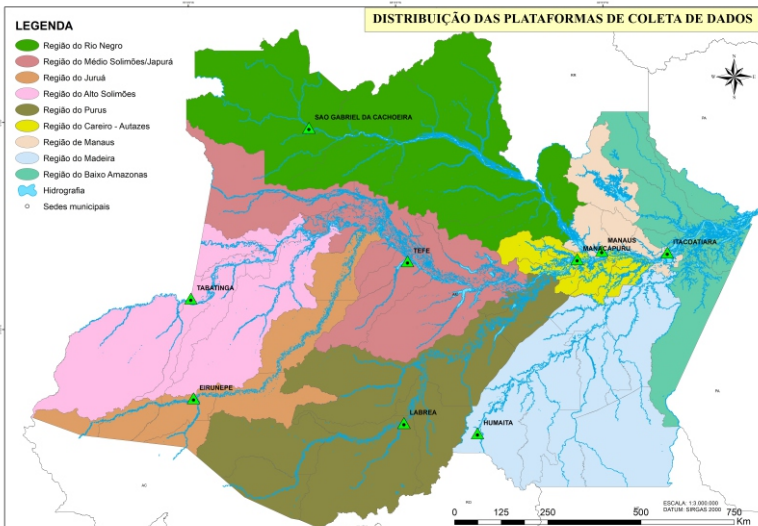 DISTRIBUIÇÃO DAS PLATAFORMAS DE COLETA DE DADOS
LEGENDA
Região do Rio Negro
Região do Médio Solimões/Japurá
Região do Juruá
Região do Alto Solimões
Região do Purus
Região do Careiro - Autazes
Região de Manaus
Região do Madeira
Região do Baixo Amazonas
Hidrografia
Sedes municipais
N
W
E
S
SAO GABRIEL DA CACHOEIRA
MANAUS
ITACOATIARA
MANACAPURU
TEFE
TABATINGA
EIRUNEPE
LABREA
HUMAITA
ESCALA: 1:3.000.000
DATUM: SIRGAS 2000
0 125 250 500 750
Km